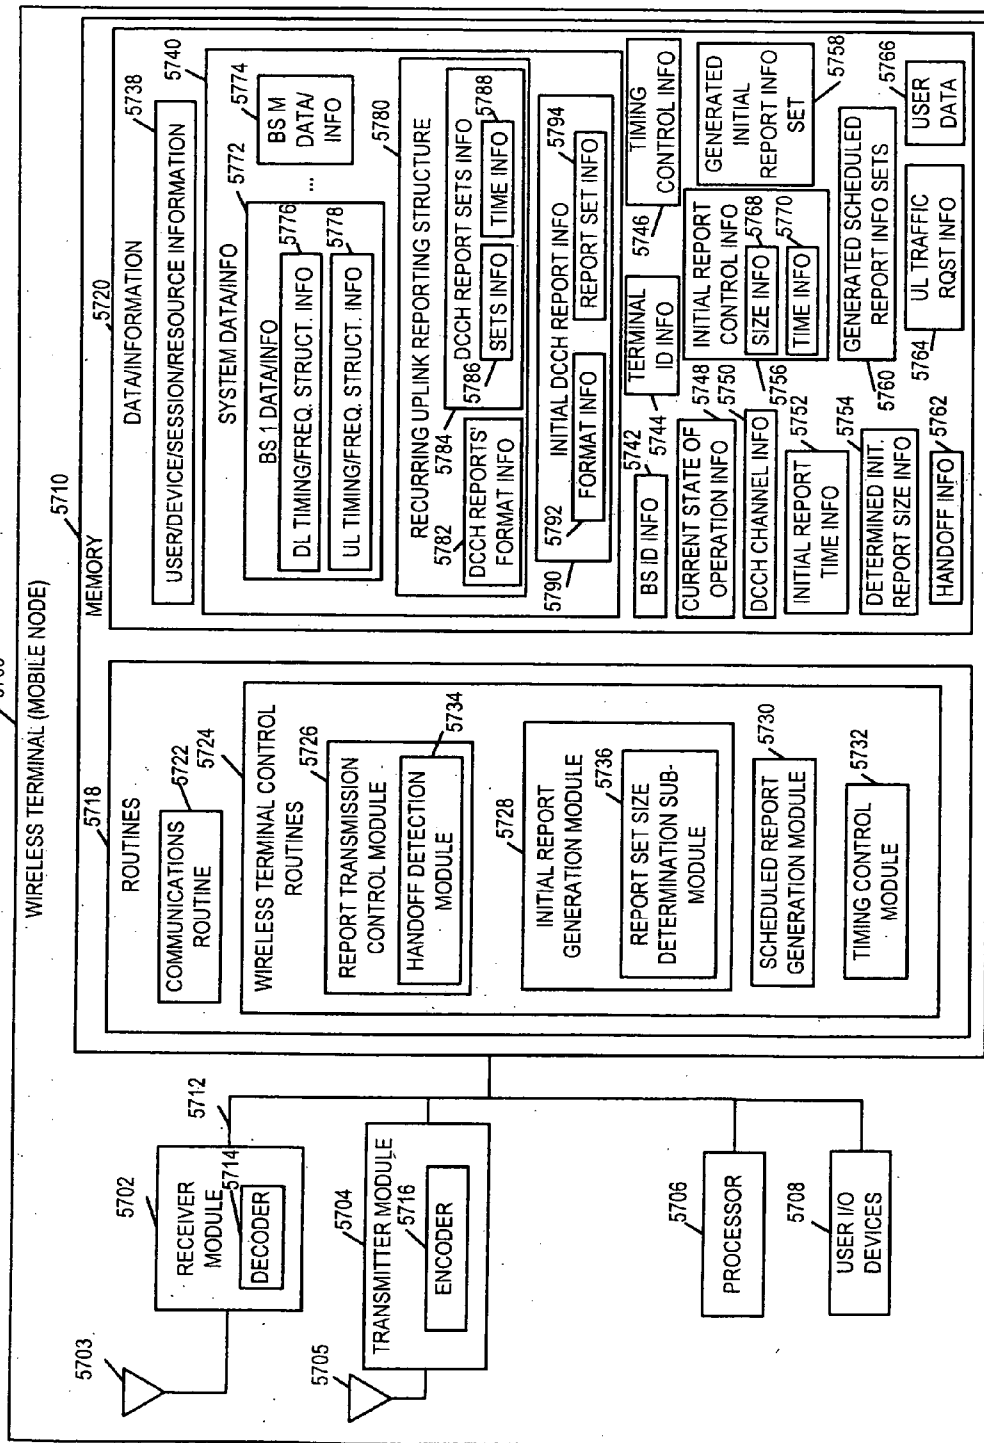 WIRELESS TERMINAL (MOBILE NODE)
5703
5702
RECEIVER
MODULE
5714
DECODER
5712
5705
5704
TRANSMITTER MODULE
5716
ENCODER
5706
PROCESSOR
5708
USER I/O
DEVICES
5710
MEMORY
5718
ROUTINES
5722
COMMUNICATIONS
ROUTINE
5724
WIRELESS TERMINAL CONTROL
ROUTINES
5726
REPORT TRANSMISSION
CONTROL MODULE
5734
HANDOFF DETECTION
MODULE
5728
INITIAL REPORT
GENERATION MODULE
5736
REPORT SET SIZE
DETERMINATION SUB-
MODULE
5730
SCHEDULED REPORT
GENERATION MODULE
5732
TIMING CONTROL
MODULE
5720
DATA/INFORMATION
5738
USER/DEVICE/SESSION/RESOURCE INFORMATION
5740
SYSTEM DATA/INFO
5772
BS 1 DATA/INFO
5776
DL TIMING/FREQ. STRUCT. INFO
5778
UL TIMING/FREQ. STRUCT. INFO
...
5774
BS M
DATA/
INFO
5780
RECURRING UPLINK REPORTING STRUCTURE
5782
DCCH REPORTS'
FORMAT INFO
5784
DCCH REPORT SETS INFO
5786
SETS INFO
5788
TIME INFO
5790
INITIAL DCCH REPORT INFO
5792
FORMAT INFO
5794
REPORT SET INFO
5742
BS ID INFO
5744
TERMINAL
ID INFO
5746
TIMING
CONTROL INFO
5748
CURRENT STATE OF
OPERATION INFO
5750
DCCH CHANNEL INFO
5752
INITIAL REPORT
TIME INFO
5754
DETERMINED INIT.
REPORT SIZE INFO
5756
INITIAL REPORT
CONTROL INFO
5768
SIZE INFO
5770
TIME INFO
5758
GENERATED
INITIAL
REPORT INFO
SET
5760
GENERATED SCHEDULED
REPORT INFO SETS
5762
HANDOFF INFO
5764
UL TRAFFIC
RQST INFO
5766
USER
DATA